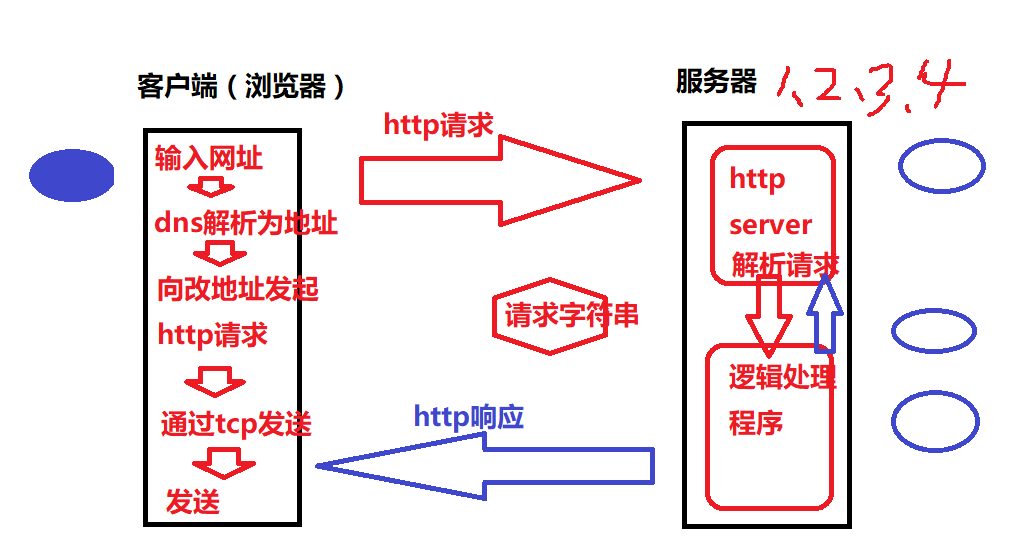 客户端（浏览器）
服务器 1、2、3、4
http请求
输入网址
dns解析为地址
向改地址发起
http请求
通过tcp发送
发送
请求字符串
http响应
http
server
解析请求
逻辑处理
程序